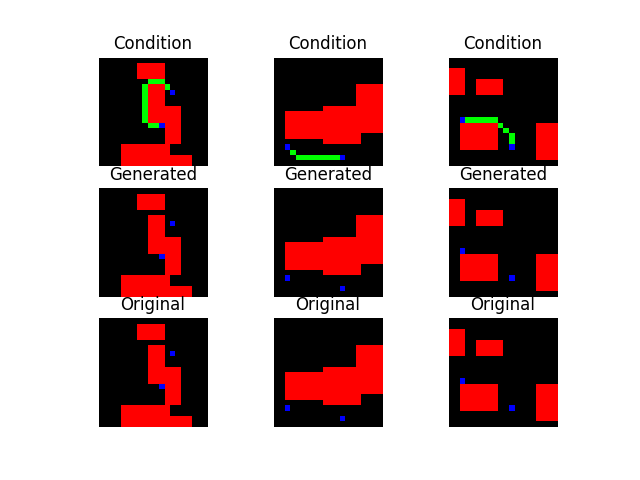 Condition Condition Condition
Generated Generated Generated
Original Original Original